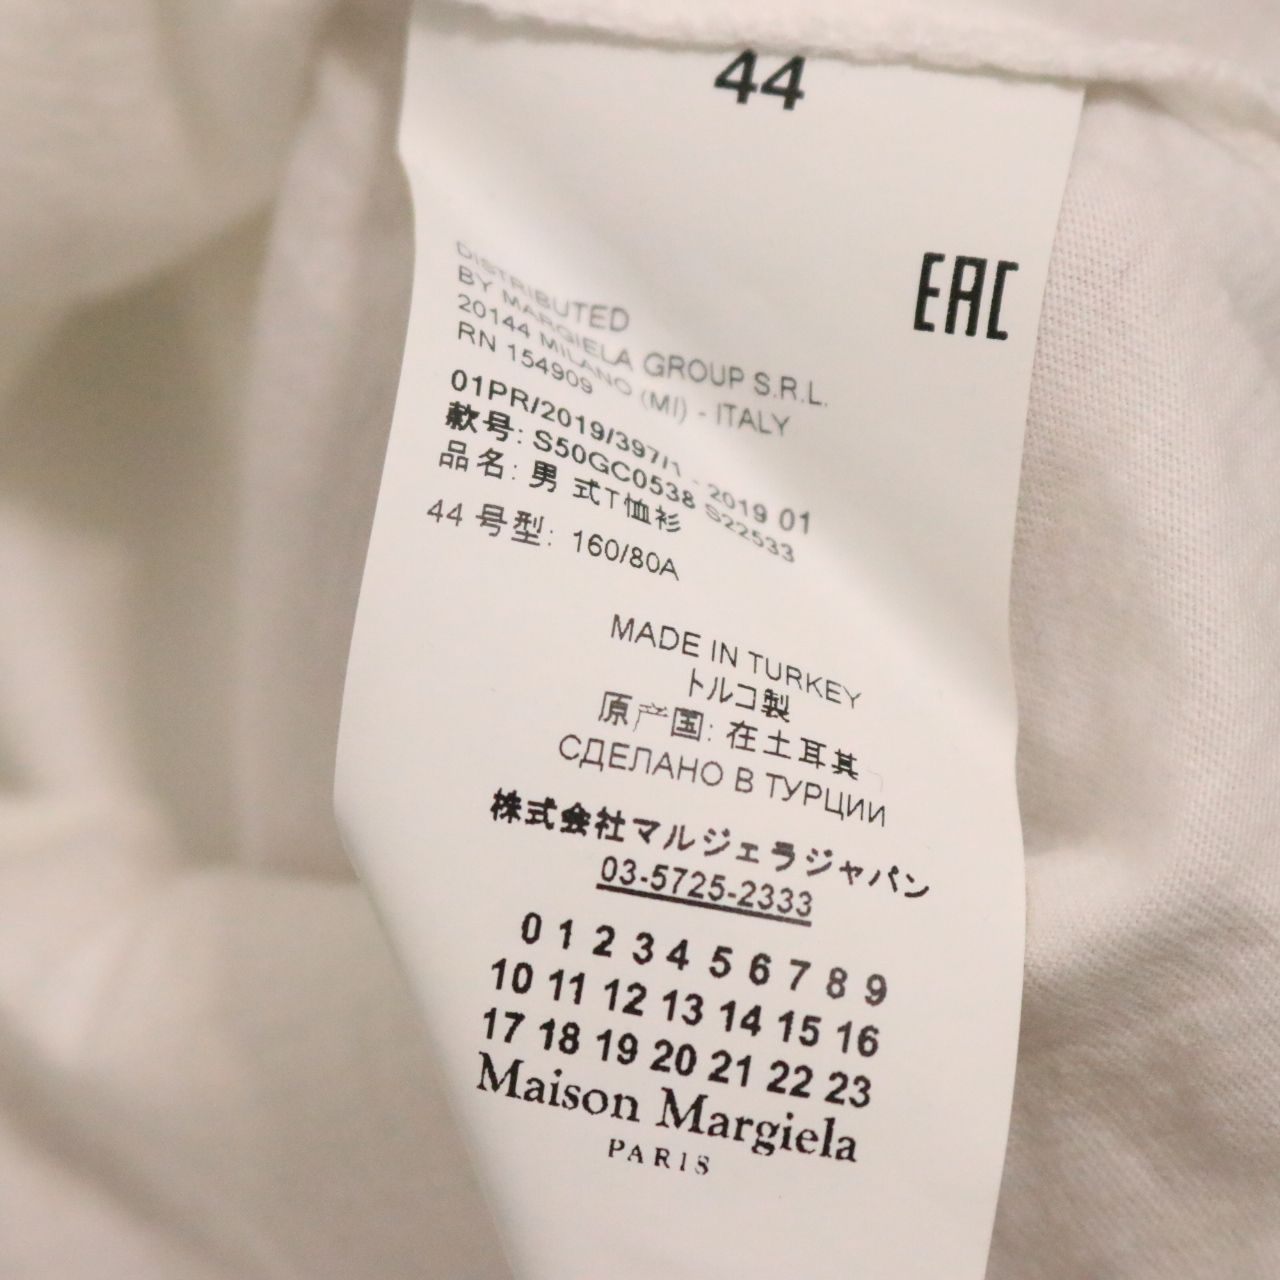 44
EAC
DISTRIBUTED
BY MARGIELA GROUP S.R.L.
20144 MILANO (MI) - ITALY
RN 154909
01PR/2019/397/1 - 2019 01
款号: S50GC0538 S22533
品名: 男 式T恤衫
44 号型: 160/80A
MADE IN TURKEY
トルコ製
原产国: 在土耳其
СДЕЛАНО В ТУРЦИИ
株式会社マルジェラジャパン
03-5725-2333
0 1 2 3 4 5 6 7 8 9
10 11 12 13 14 15 16
17 18 19 20 21 22 23
Maison Margiela
PARIS